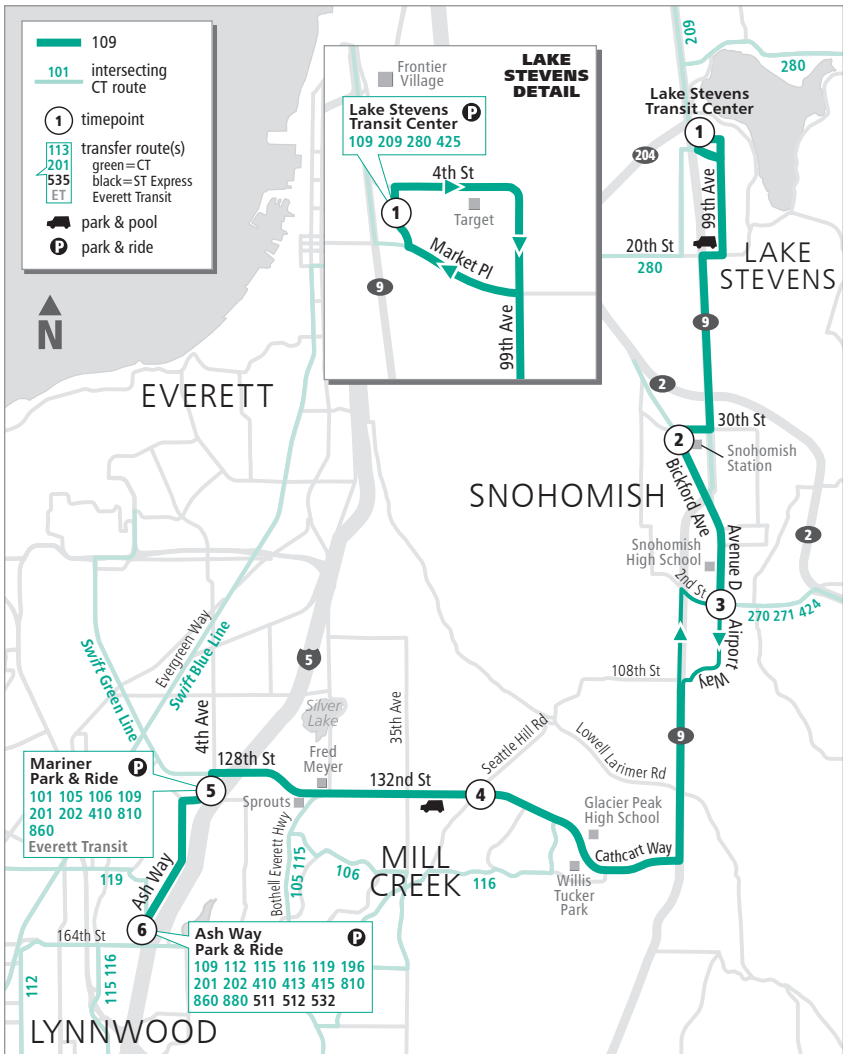 109
101 intersecting
CT route
1 timepoint
113 transfer route(s)
201 green=CT
535 black=ST Express
ET Everett Transit
park & pool
P park & ride
N
LAKE
STEVENS
DETAIL
Frontier
Village
Lake Stevens
Transit Center P
109 209 280 425
4th St
1
Target
Market Pl
9
99th Ave
209
280
Lake Stevens
Transit Center
1
204
99th Ave
20th St
280
LAKE
STEVENS
9
2
30th St
2
Snohomish
Station
EVERETT
SNOHOMISH
Bickford Ave
Snohomish
High School
Avenue D
2
2nd St
3
270 271 424
Airport
Way
108th St
9
Evergreen Way
Swift Blue Line
Swift Green Line
5
4th Ave
Silver
Lake
35th Ave
Seattle Hill Rd
Lowell Larimer Rd
Mariner
Park & Ride P
101 105 106 109
201 202 410 810
860
Everett Transit
5
128th St
Fred
Meyer
Sprouts
132nd St
4
Glacier Peak
High School
Cathcart Way
Willis
Tucker
Park
MILL
CREEK
Bothell Everett Hwy
105 115
106
116
119
Ash Way
164th St
6
Ash Way
Park & Ride P
109 112 115 116 119 196
201 202 410 413 415 810
860 880 511 512 532
112
115 116
LYNNWOOD